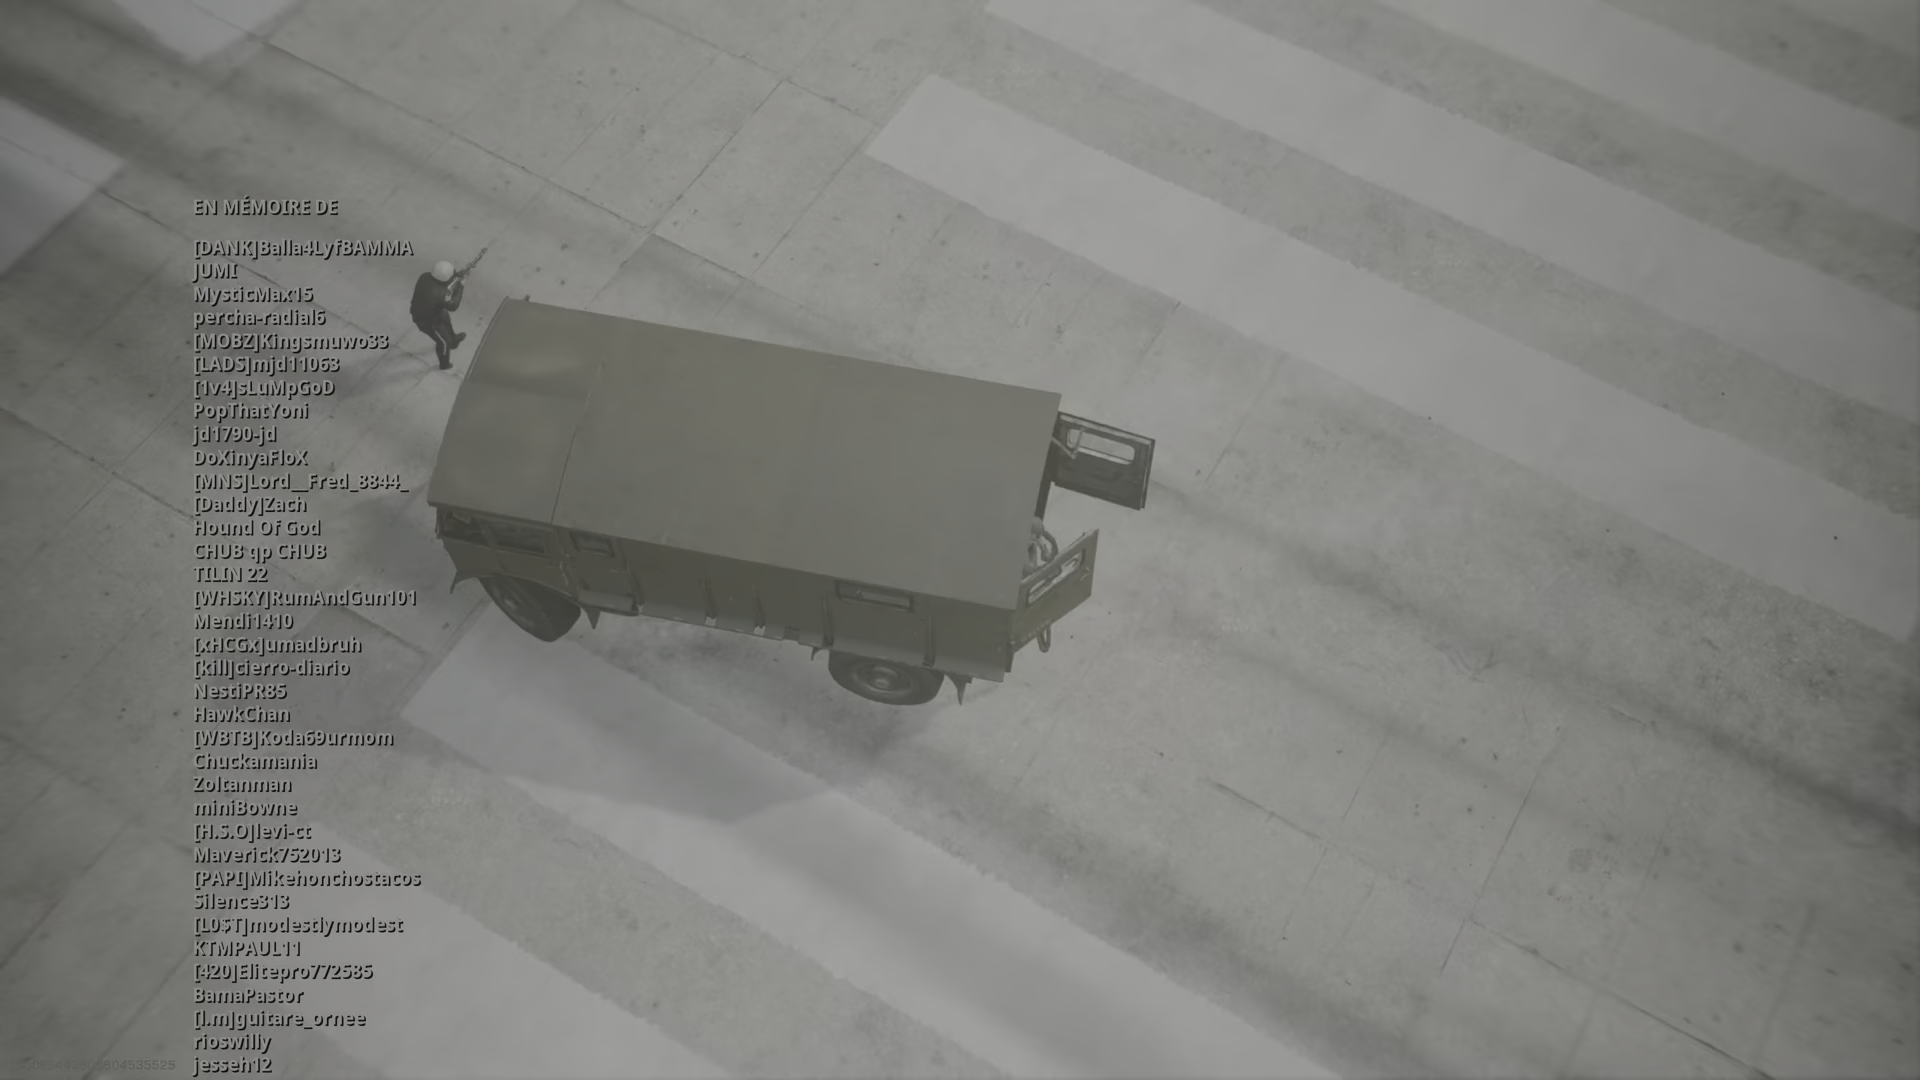 EN MÉMOIRE DE
[DANK]Balla4LyfBAMMA
JUMI
MysticMax15
percha-radial6
[MOBZ]Kingsmuwo33
[LADS]mjd11063
[1v4]sLuMpGoD
PopThatYoni
jd1790-jd
DoXinyaFloX
[MNS]Lord__Fred_8844_
[Daddy]Zach
Hound Of God
CHUB qp CHUB
TILIN 22
[WHSKY]RumAndGun101
Mendi1410
[xHCGx]umadbruh
[kill]cierro-diario
NestiPR85
HawkChan
[WBTB]Koda69urmom
Chuckamania
Zoltanman
miniBowne
[H.S.O]levi-ct
Maverick752013
[PAPI]Mikehonchostacos
Silence313
[L0$T]modestlymodest
KTMPAUL11
[420]Elitepro772585
BamaPastor
[l.m]guitare_ornee
rioswilly
jesseh12